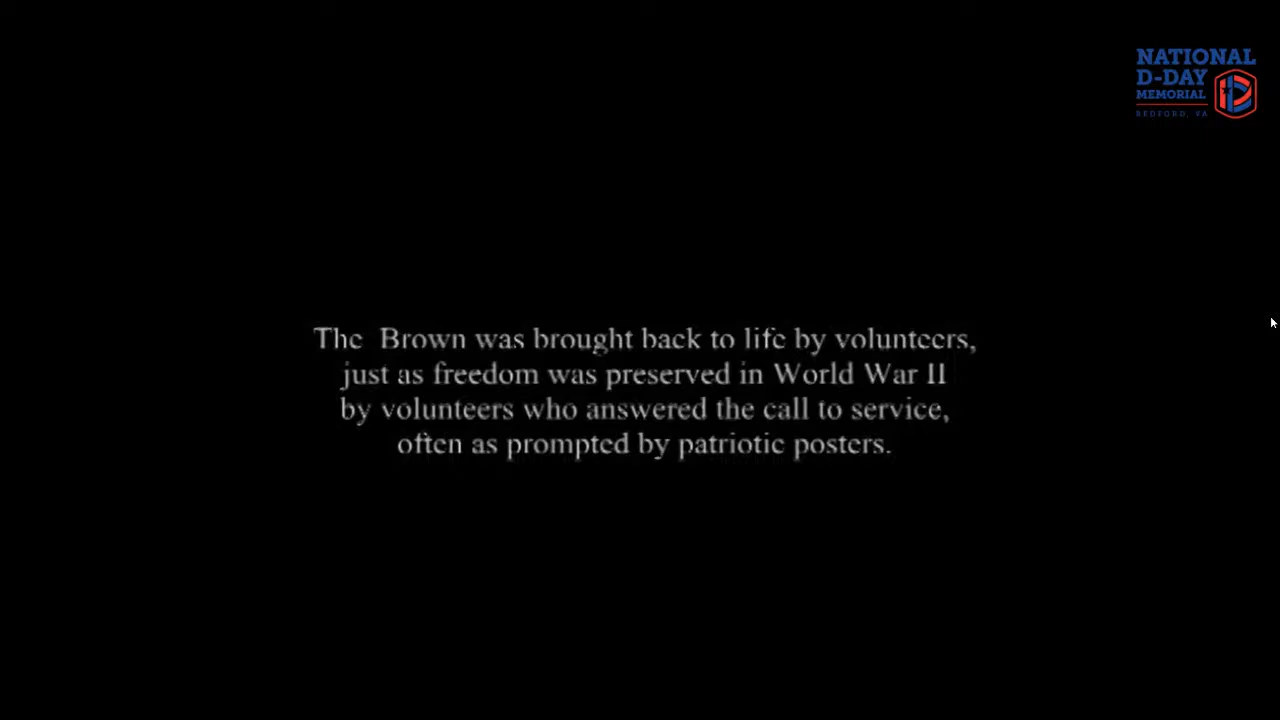 NATIONAL
D-DAY
MEMORIAL
BEDFORD, VA
The Brown was brought back to life by volunteers,
just as freedom was preserved in World War II
by volunteers who answered the call to service,
often as prompted by patriotic posters.